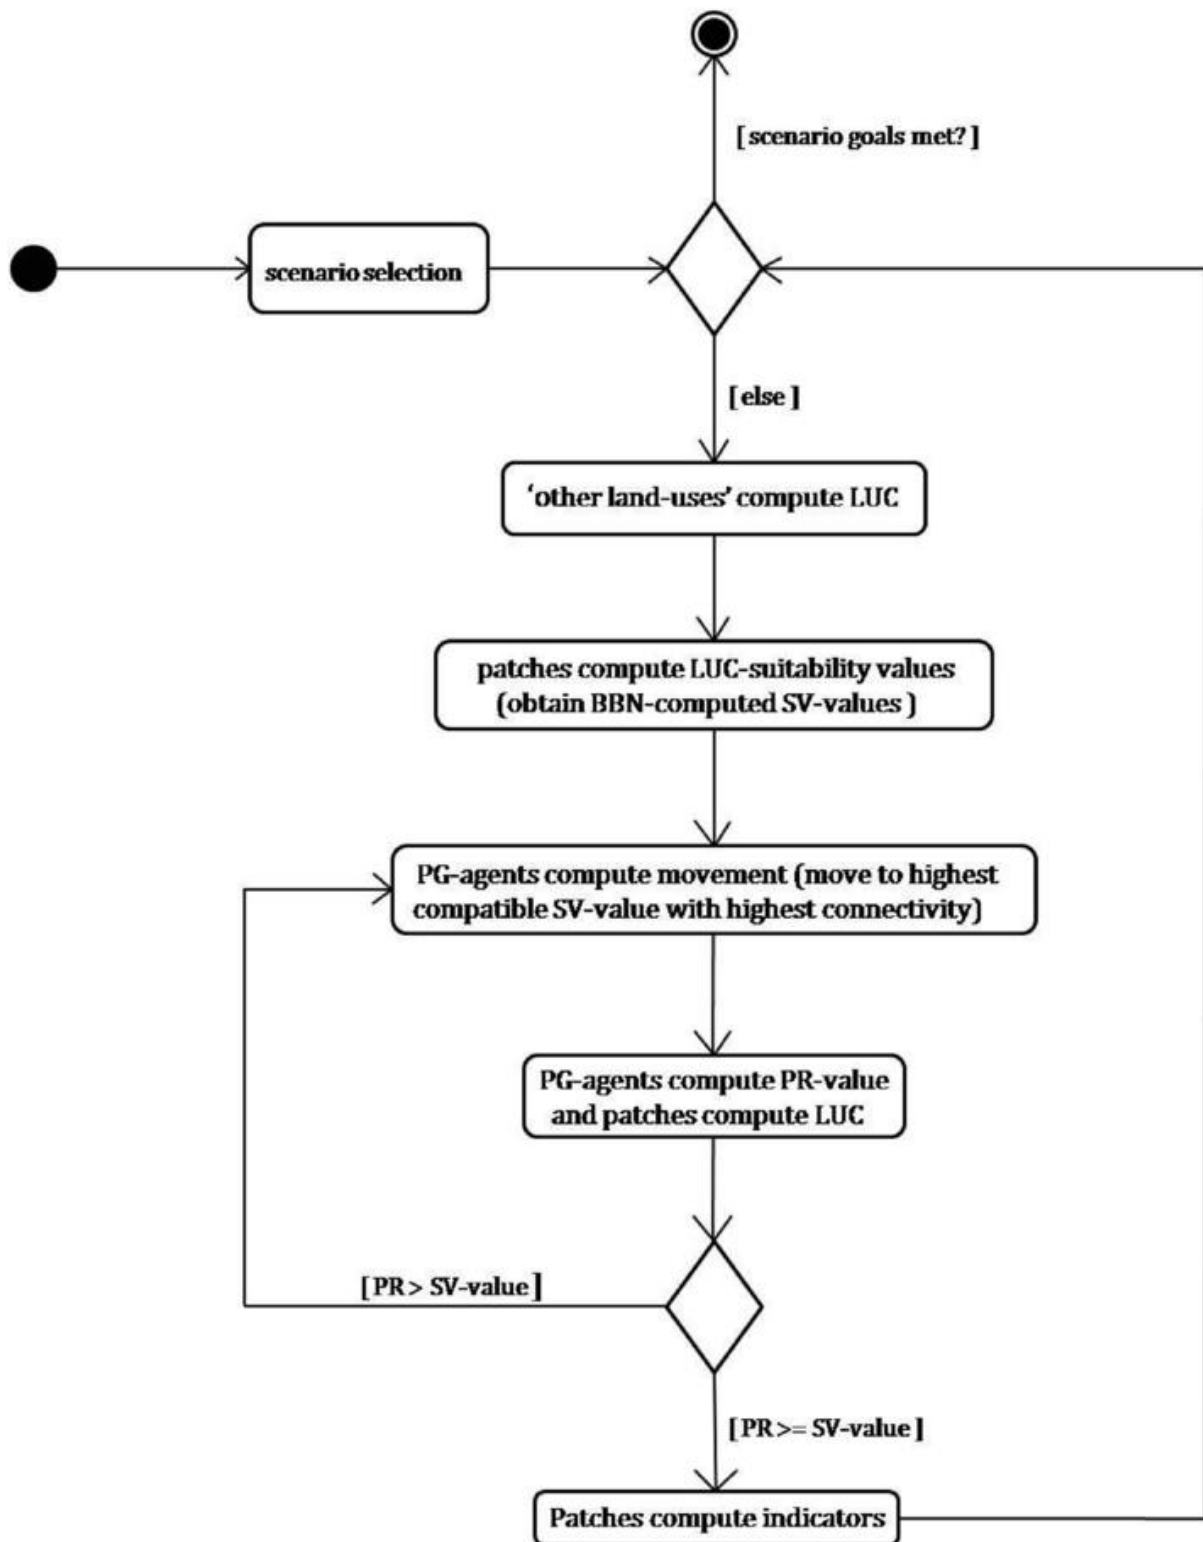 [ scenario goals met? ]
scenario selection
[ else ]
‘other land-uses’ compute LUC
patches compute LUC-suitability values
(obtain BBN-computed SV-values )
PG-agents compute movement (move to highest
compatible SV-value with highest connectivity)
PG-agents compute PR-value
and patches compute LUC
[ PR > SV-value ]
[ PR >= SV-value ]
Patches compute indicators